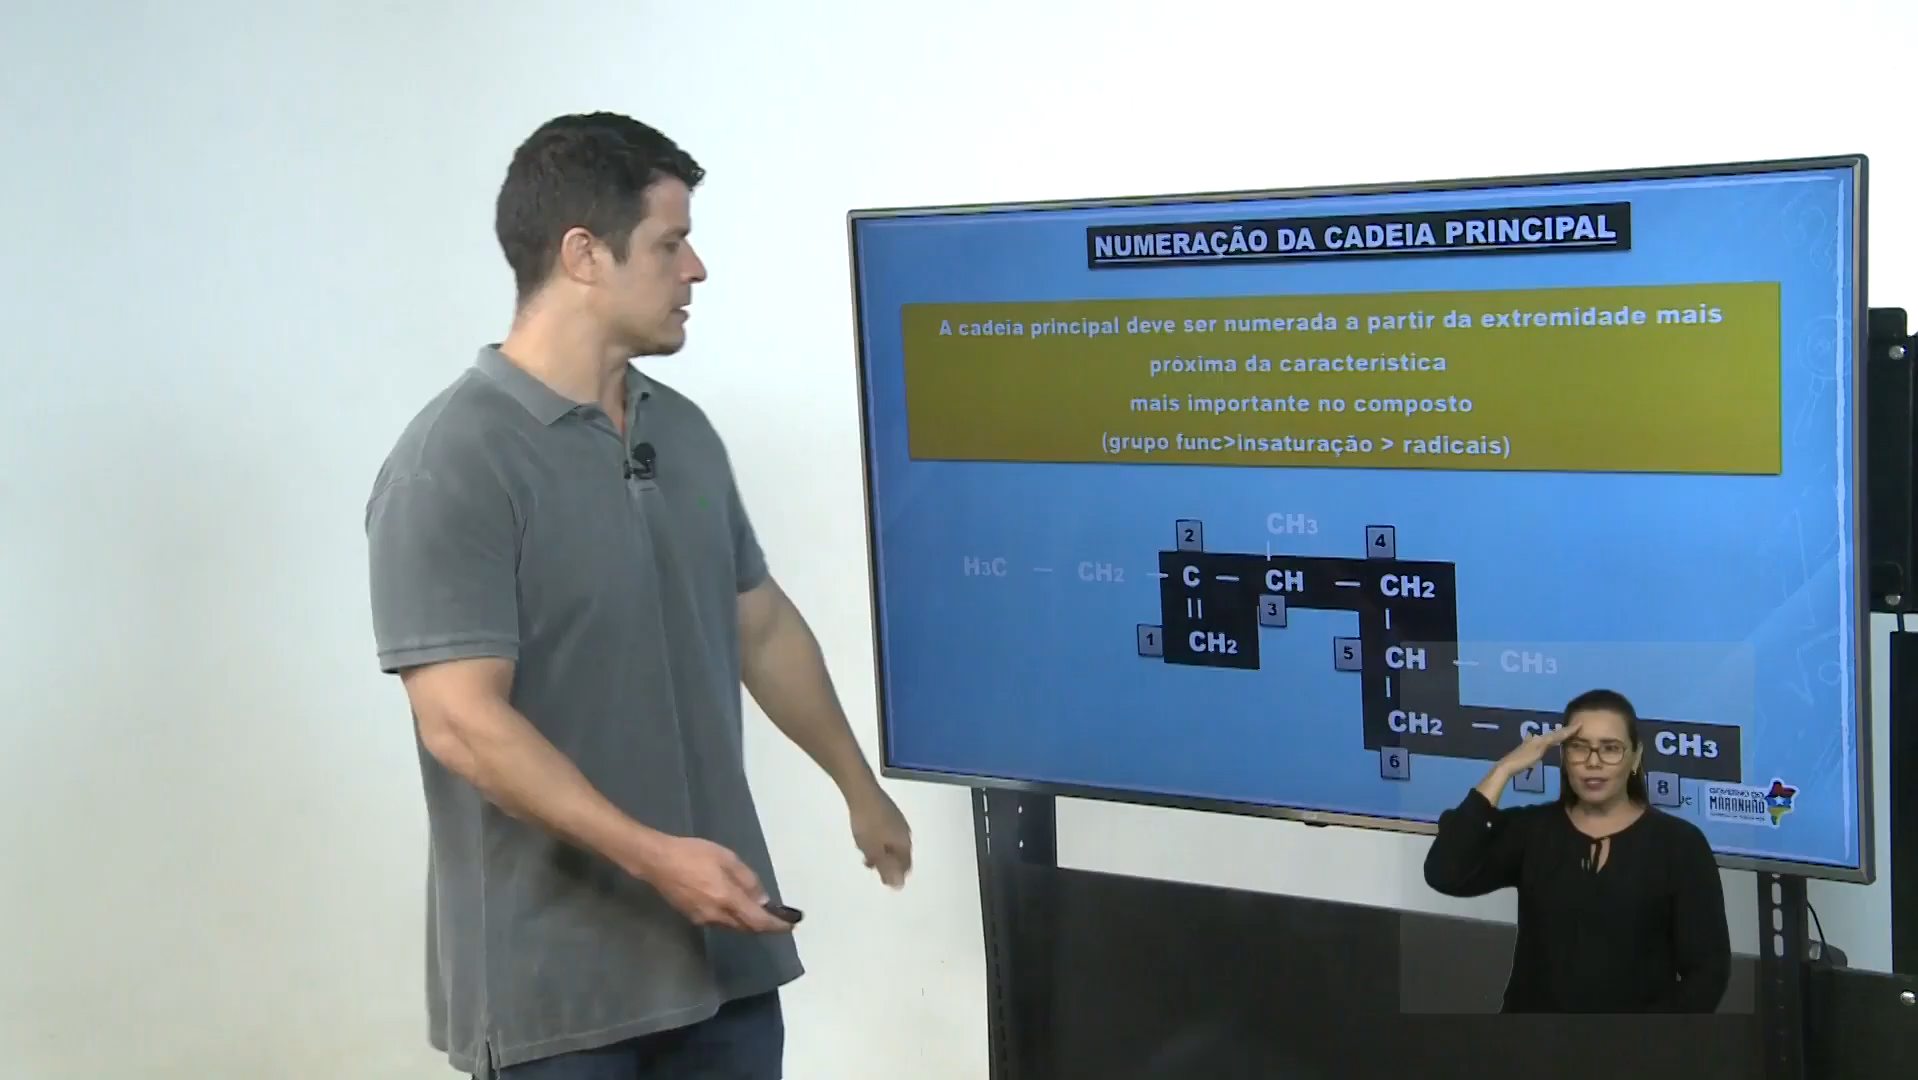 NUMERAÇÃO DA CADEIA PRINCIPAL
A cadeia principal deve ser numerada a partir da extremidade mais
próxima da característica
mais importante no composto
(grupo func>insaturação > radicais)
CH3
2
4
H3C — CH2 — C — CH — CH2
3
1
CH2
5
CH — CH3
CH2 —
CH3
6
7
8
GOVERNO DO
MARANHÃO